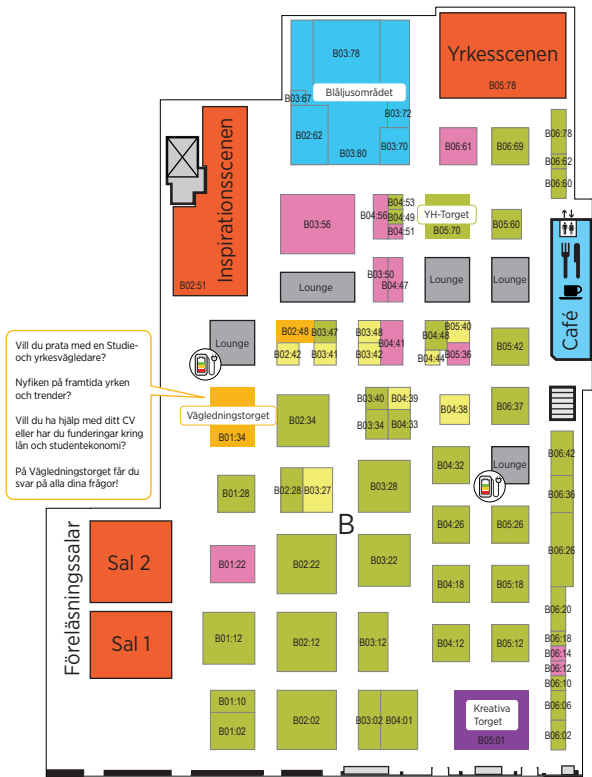 Yrkesscenen
B05:78
B03:78
Blåljusområdet
B03:67
B03:72
B02:62
B03:70
B03:80
B06:61
B06:69
B06:78
B06:62
B06:60
Inspirationsscenen
B02:51
B03:56
B04:56
B04:53
B04:49
B04:51
YH-Torget
B05:70
B05:60
Lounge
B03:50
B04:47
Lounge
Lounge
Café
Lounge
B02:48
B03:47
B02:42
B03:41
B03:48
B03:42
B04:41
B04:48
B05:40
B04:44
B05:36
B05:42
Vill du prata med en Studie-
och yrkesvägledare?
Nyfiken på framtida yrken
och trender?
Vill du ha hjälp med ditt CV
eller har du funderingar kring
lån och studentekonomi?
På Vägledningstorget får du
svar på alla dina frågor!
Vägledningstorget
B01:34
B02:34
B03:40
B04:39
B03:34
B04:33
B04:38
B06:37
B01:28
B02:28
B03:27
B03:28
B04:32
Lounge
B06:42
B06:36
B
B04:26
B05:26
B06:26
Föreläsningssalar
Sal 2
B01:22
B02:22
B03:22
B04:18
B05:18
B06:20
Sal 1
B01:12
B02:12
B03:12
B04:12
B05:12
B06:18
B06:14
B06:12
B06:10
B01:10
B01:02
B02:02
B03:02
B04:01
Kreativa
Torget
B05:01
B06:06
B06:02